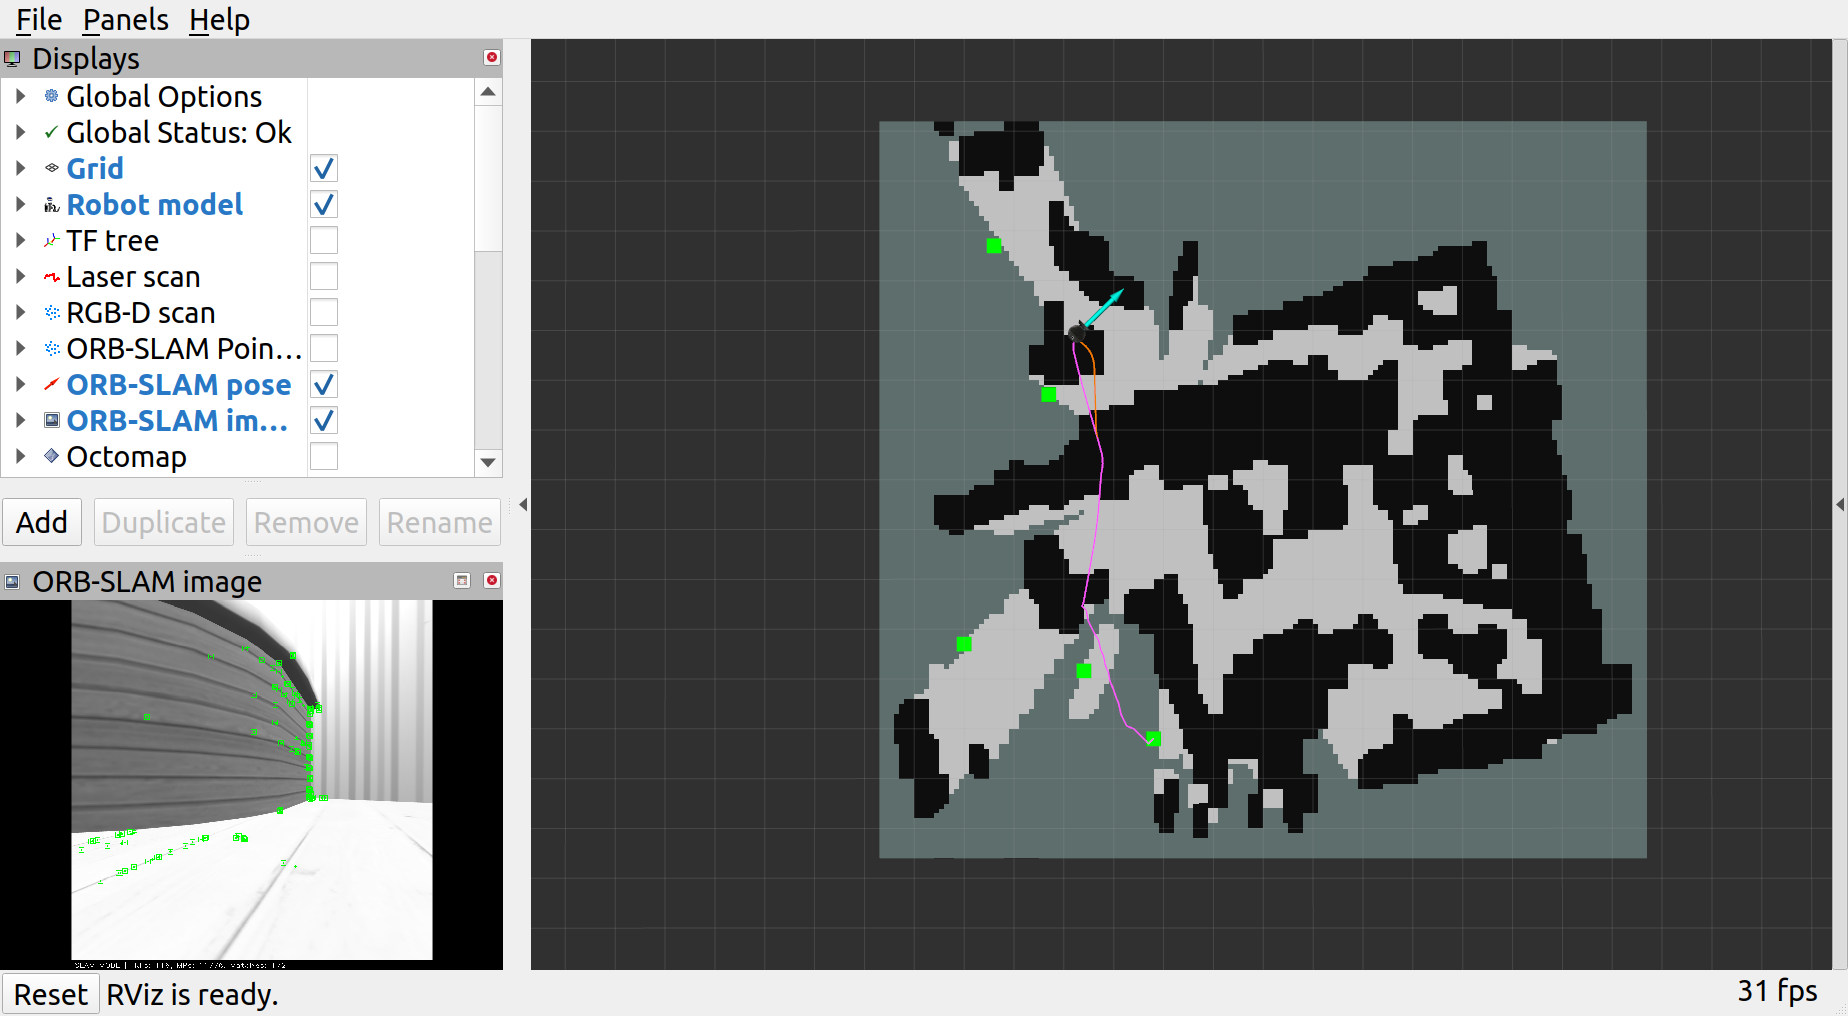 File Panels Help
Displays
Global Options
Global Status: Ok
Grid
Robot model
TF tree
Laser scan
RGB-D scan
ORB-SLAM Poin...
ORB-SLAM pose
ORB-SLAM im...
Octomap
Add Duplicate Remove Rename
ORB-SLAM image
SLAM MODE |
Reset RViz is ready.
31 fps